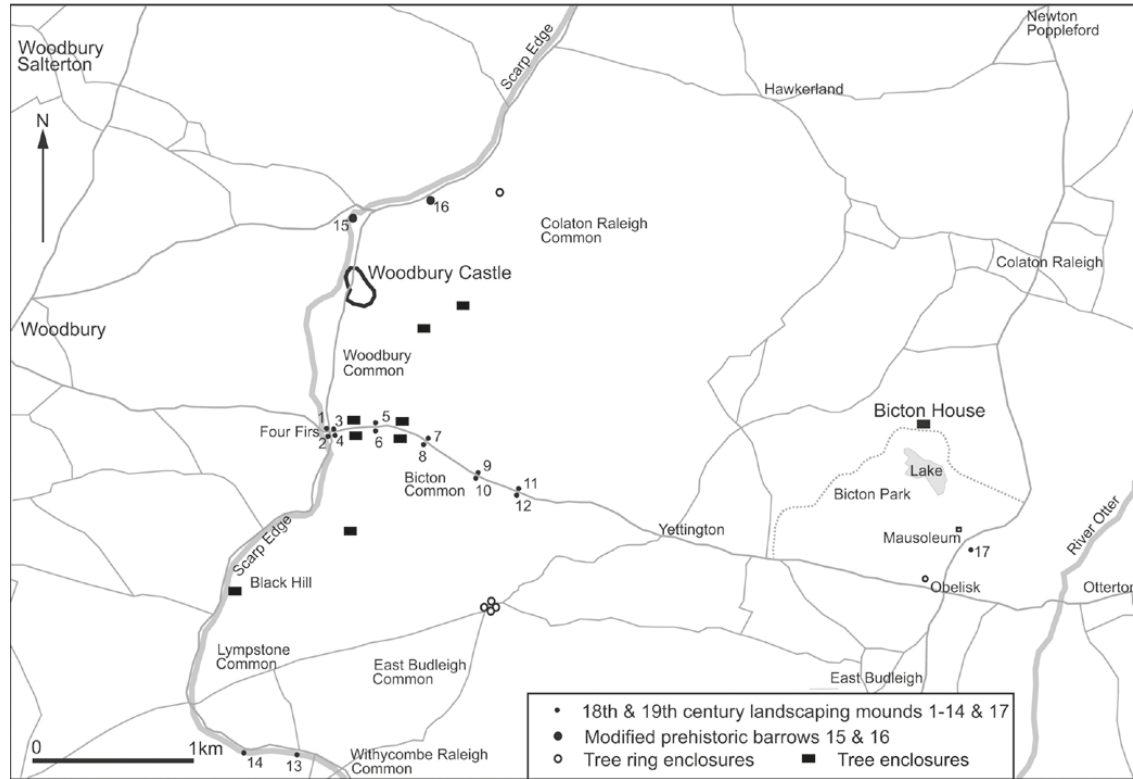 Newton
Poppleford
Woodbury
Salterton
Scarp Edge
Hawkerland
N
16
15
Colaton Raleigh
Common
Colaton Raleigh
Woodbury Castle
Woodbury
Woodbury
Common
Bicton House
1
3
5
Four Firs
2
4
6
7
8
Lake
9
Bicton
Common
10
11
12
Bicton Park
Yettington
Mausoleum
17
River Otter
Scarp Edge
Black Hill
Obelisk
Otterton
Lympstone
Common
East Budleigh
Common
East Budleigh
0
1km
14
13
Withycombe Raleigh
Common
18th & 19th century landscaping mounds 1-14 & 17
Modified prehistoric barrows 15 & 16
Tree ring enclosures
Tree enclosures